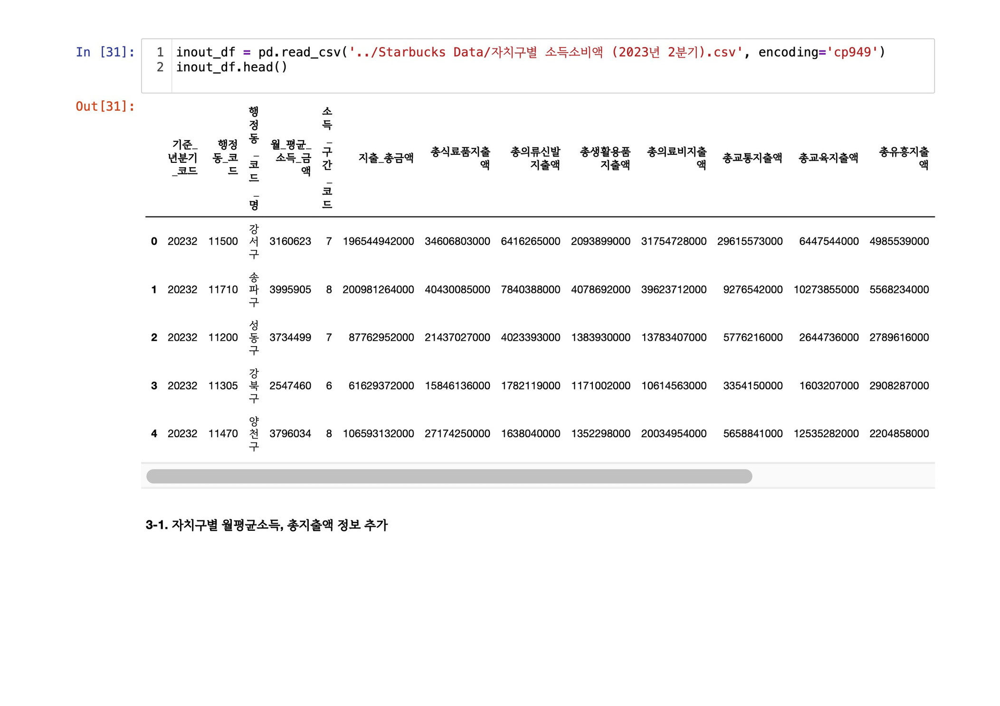 In [31]:
1 inout_df = pd.read_csv('../Starbucks Data/자치구별 소득소비액 (2023년 2분기).csv', encoding='cp949')
2 inout_df.head()
Out[31]:
기준_년분기_코드 행정동_코드 행정동_코드_명 월_평균_소득_금액 소득_구간_코드 지출_총금액 총식료품지출액 총의류신발지출액 총생활용품지출액 총의료비지출액 총교통지출액 총교육지출액 총유흥지출액
0 20232 11500 강서구 3160623 7 196544942000 34606803000 6416265000 2093899000 31754728000 29615573000 6447544000 4985539000
1 20232 11710 송파구 3995905 8 200981264000 40430085000 7840388000 4078692000 39623712000 9276542000 10273855000 5568234000
2 20232 11200 성동구 3734499 7 87762952000 21437027000 4023393000 1383930000 13783407000 5776216000 2644736000 2789616000
3 20232 11305 강북구 2547460 6 61629372000 15846136000 1782119000 1171002000 10614563000 3354150000 1603207000 2908287000
4 20232 11470 양천구 3796034 8 106593132000 27174250000 1638040000 1352298000 20034954000 5658841000 12535282000 2204858000
3-1. 자치구별 월평균소득, 총지출액 정보 추가